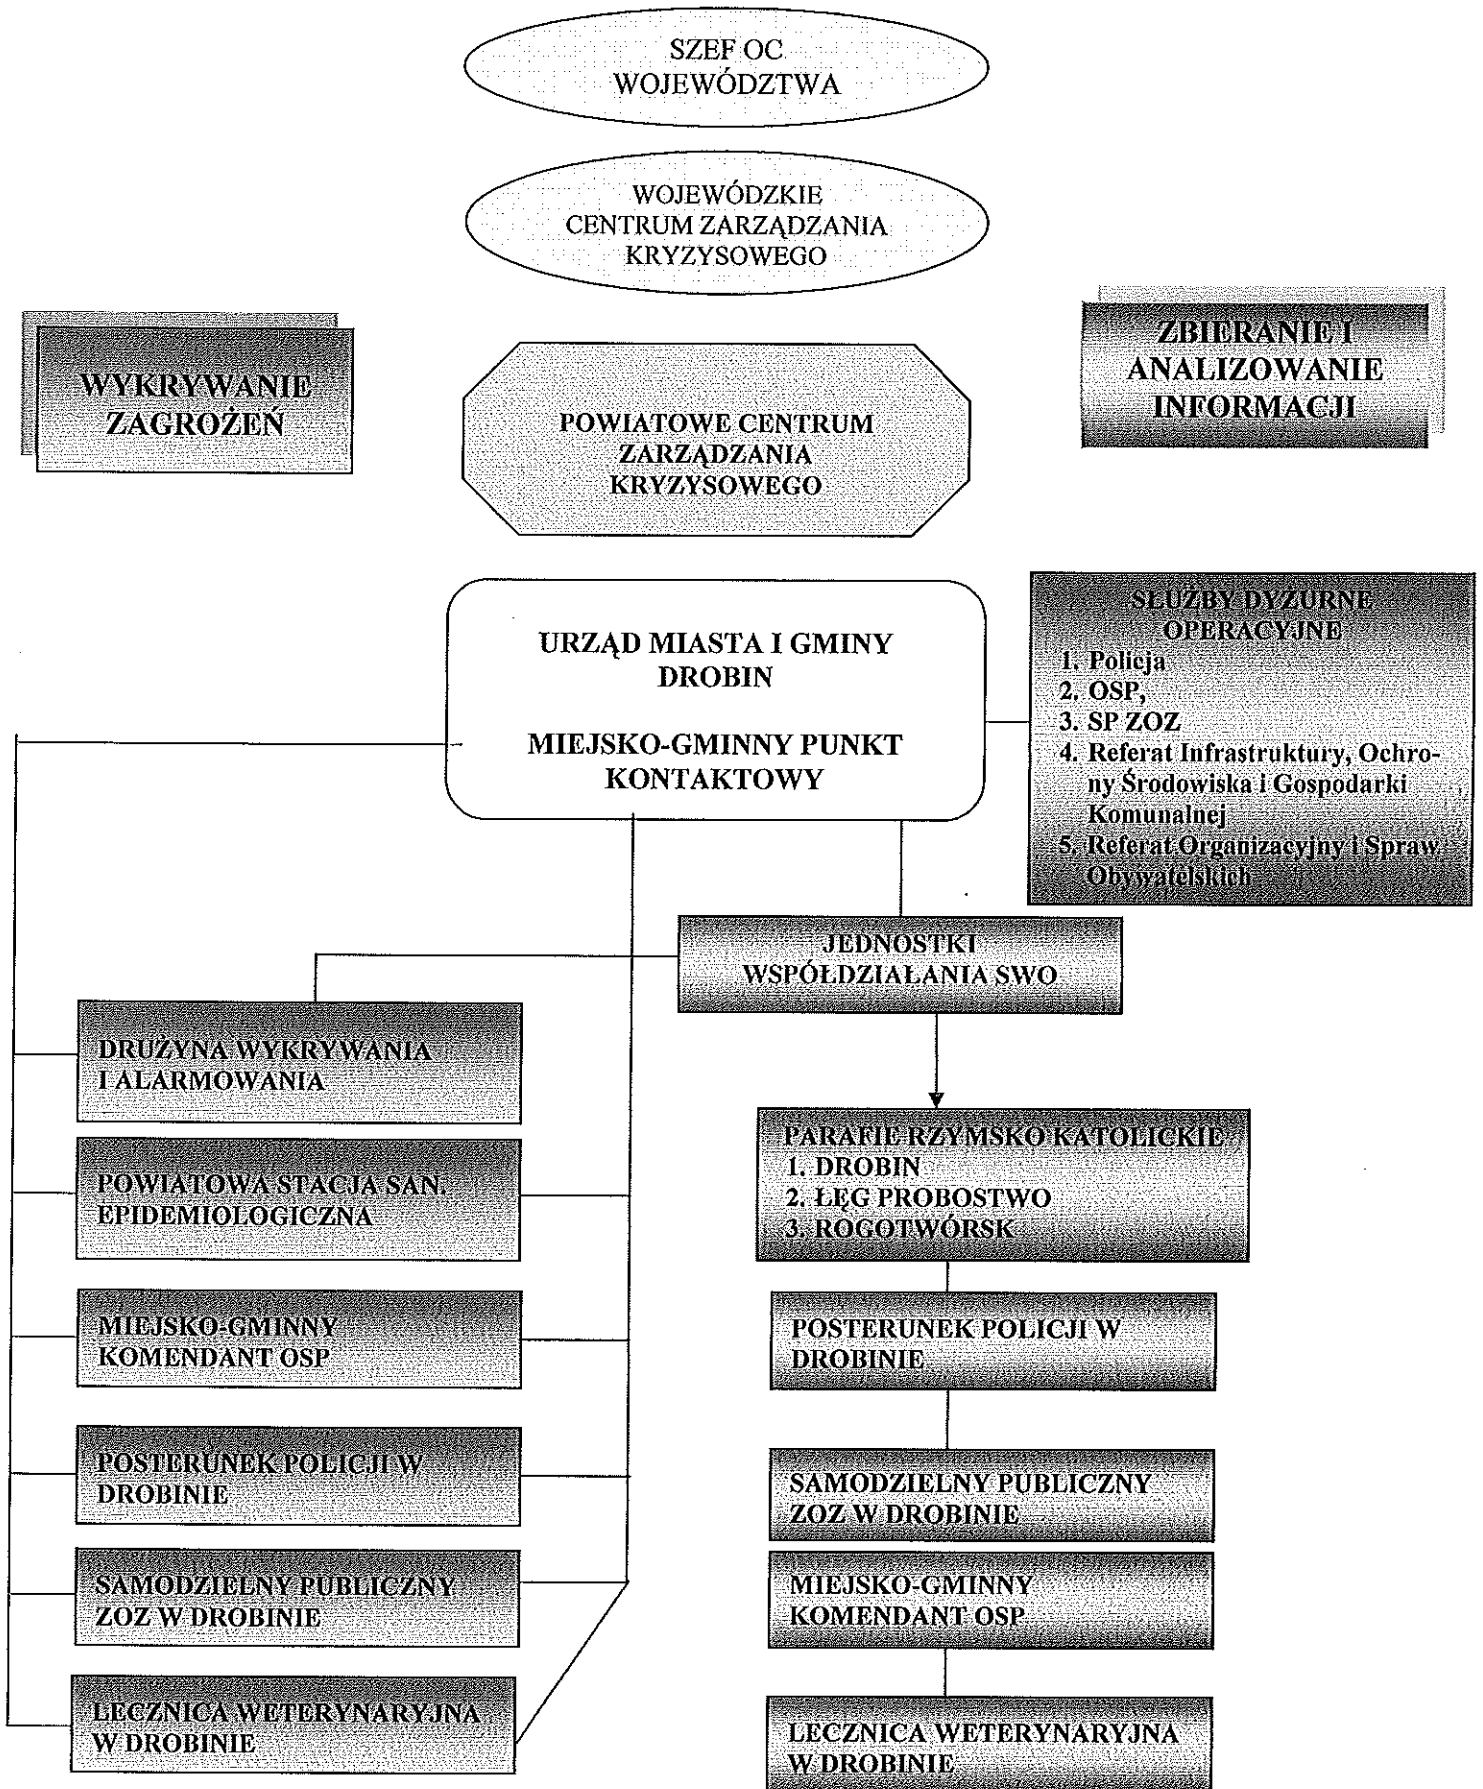 SZEF OC
WOJEWÓDZTWA
WOJEWÓDZKIE
CENTRUM ZARZĄDZANIA
KRYZYSOWEGO
WYKRYWANIE
ZAGROŻEŃ
ZBIERANIE I
ANALIZOWANIE
INFORMACJI
POWIATOWE CENTRUM
ZARZĄDZANIA
KRYZYSOWEGO
URZĄD MIASTA I GMINY
DROBIN
MIEJSKO-GMINNY PUNKT
KONTAKTOWY
SŁUŻBY DYŻURNE
OPERACYJNE
1. Policja
2. OSP,
3. SP ZOZ
4. Referat Infrastruktury, Ochro-
ny Środowiska i Gospodarki
Komunalnej
5. Referat Organizacyjny i Spraw
Obywatelskich
JEDNOSTKI
WSPÓŁDZIAŁANIA SWO
DRUŻYNA WYKRYWANIA
I ALARMOWANIA
POWIATOWA STACJA SAN.
EPIDEMIOLOGICZNA
MIEJSKO-GMINNY
KOMENDANT OSP
POSTERUNEK POLICJI W
DROBINIE
SAMODZIELNY PUBLICZNY
ZOZ W DROBINIE
LECZNICA WETERYNARYJNA
W DROBINIE
PARAFIE RZYMSKO KATOLICKIE
1. DROBIN
2. ŁĘG PROBOSTWO
3. ROGOTWÓRSK
POSTERUNEK POLICJI W
DROBINIE
SAMODZIELNY PUBLICZNY
ZOZ W DROBINIE
MIEJSKO-GMINNY
KOMENDANT OSP
LECZNICA WETERYNARYJNA
W DROBINIE